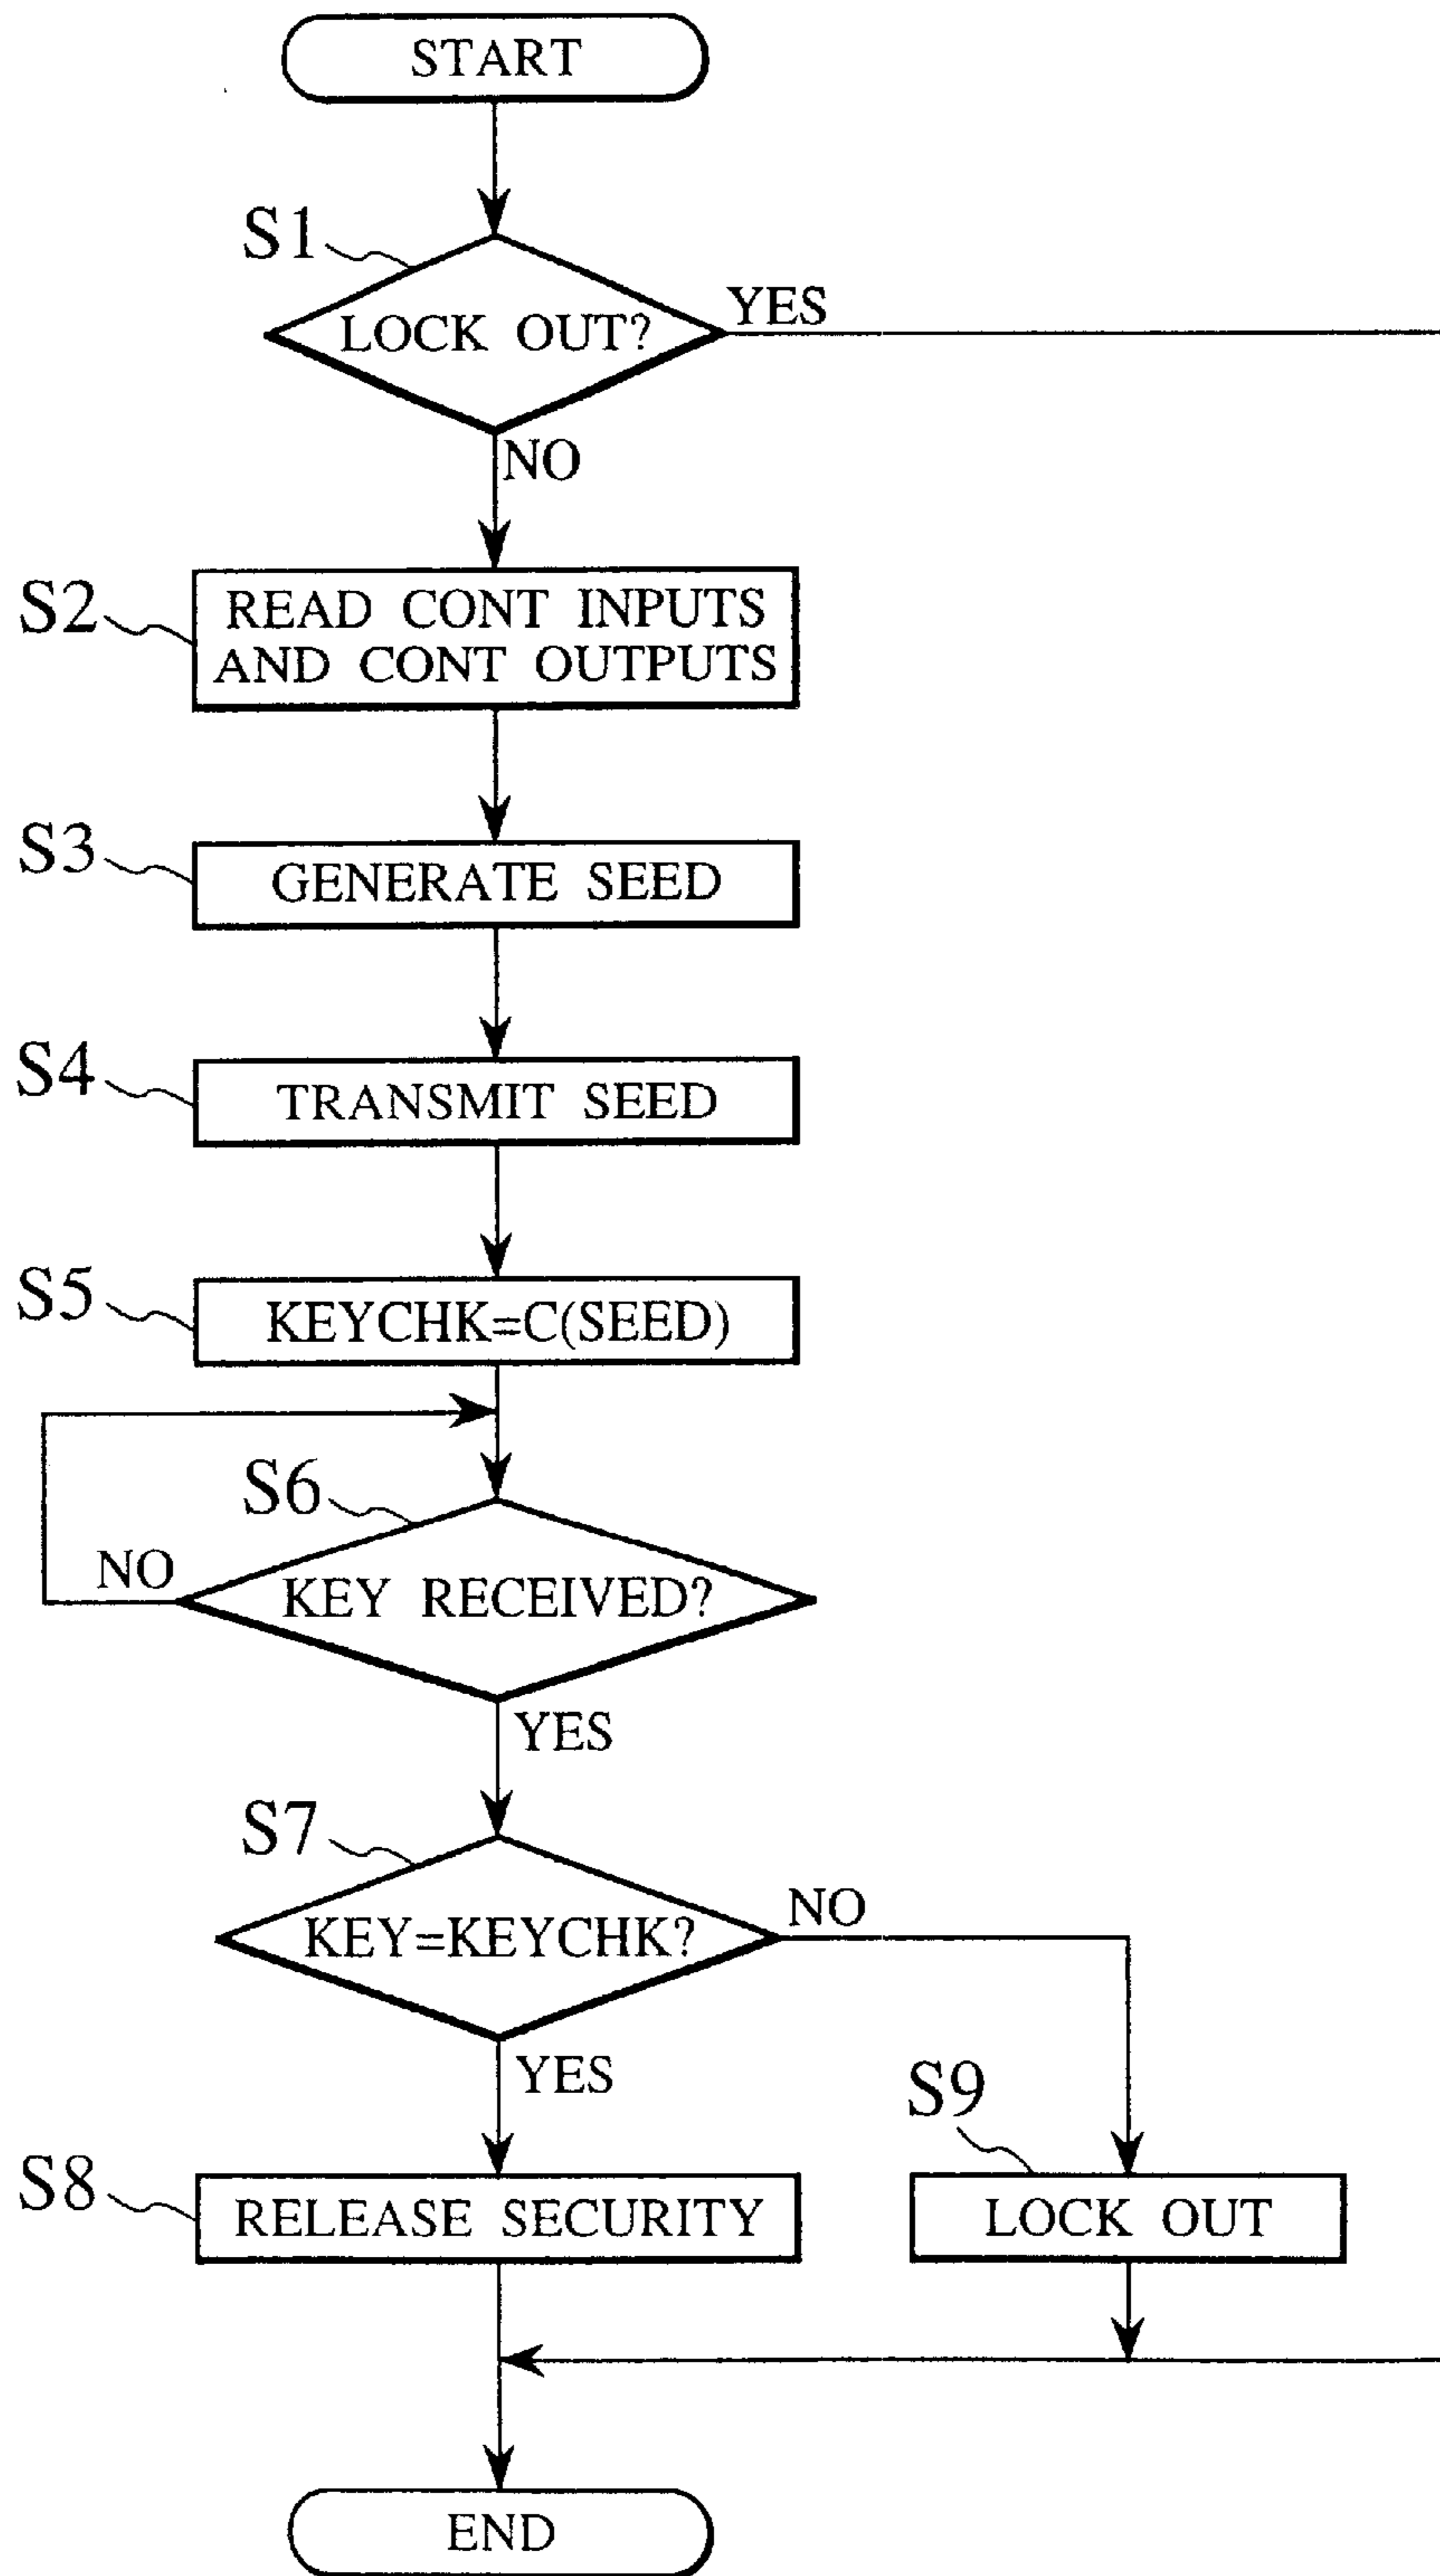 START
S1
LOCK OUT?
YES
NO
S2
READ CONT INPUTS
AND CONT OUTPUTS
S3
GENERATE SEED
S4
TRANSMIT SEED
S5
KEYCHK=C(SEED)
S6
NO
KEY RECEIVED?
YES
S7
KEY=KEYCHK?
NO
YES
S9
S8
RELEASE SECURITY
LOCK OUT
END